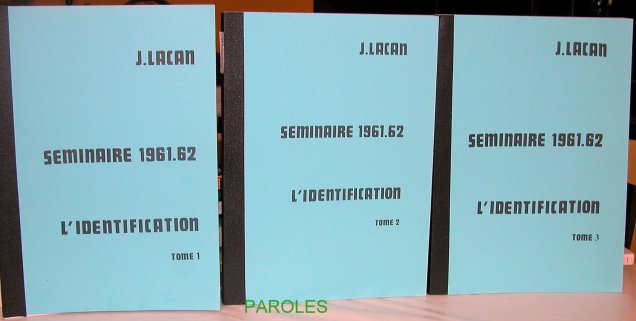 J.LACAN
SEMINAIRE 1961.62
L'IDENTIFICATION
TOME 1
J.LACAN
SEMINAIRE 1961.62
L'IDENTIFICATION
TOME 2
J.LACAN
SEMINAIRE 1961.62
L'IDENTIFICATION
TOME 3
PAROLES